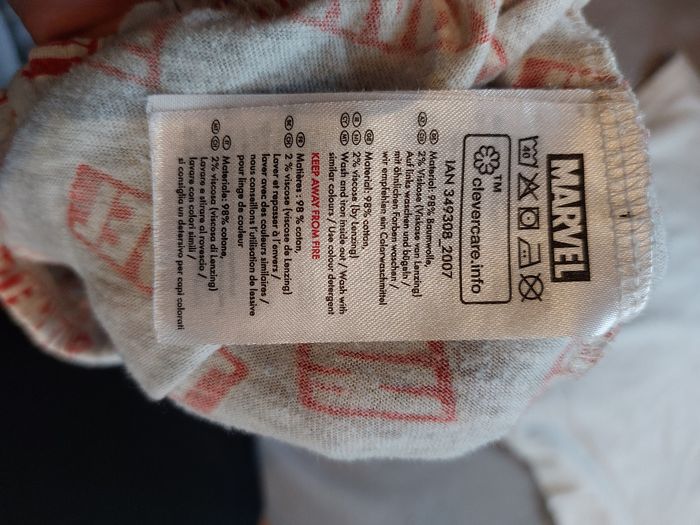 MARVEL
40
clevercare.info
TM
IAN 349308_2007
DE AT Material: 98% Baumwolle,
CH 2% Viskose (Viskose von Lenzing)
Auf links waschen und bügeln /
mit ähnlichen Farben waschen /
wir empfehlen ein Colorwaschmittel
Material: 98% cotton,
2% viscose (by Lenzing)
Wash and iron inside out / Wash with
similar colours / Use colour detergent
KEEP AWAY FROM FIRE
Matières : 98 % coton,
2 % viscose (viscose de Lenzing)
Laver et repasser à l'envers /
laver avec des couleurs similaires /
nous conseillons l'utilisation de lessive
pour linge de couleur
Materiale: 98% cotone,
2% viscosa (viscosa di Lenzing)
Lavare e stirare al rovescio /
lavare con colori simili /
si consiglia un detersivo per capi colorati